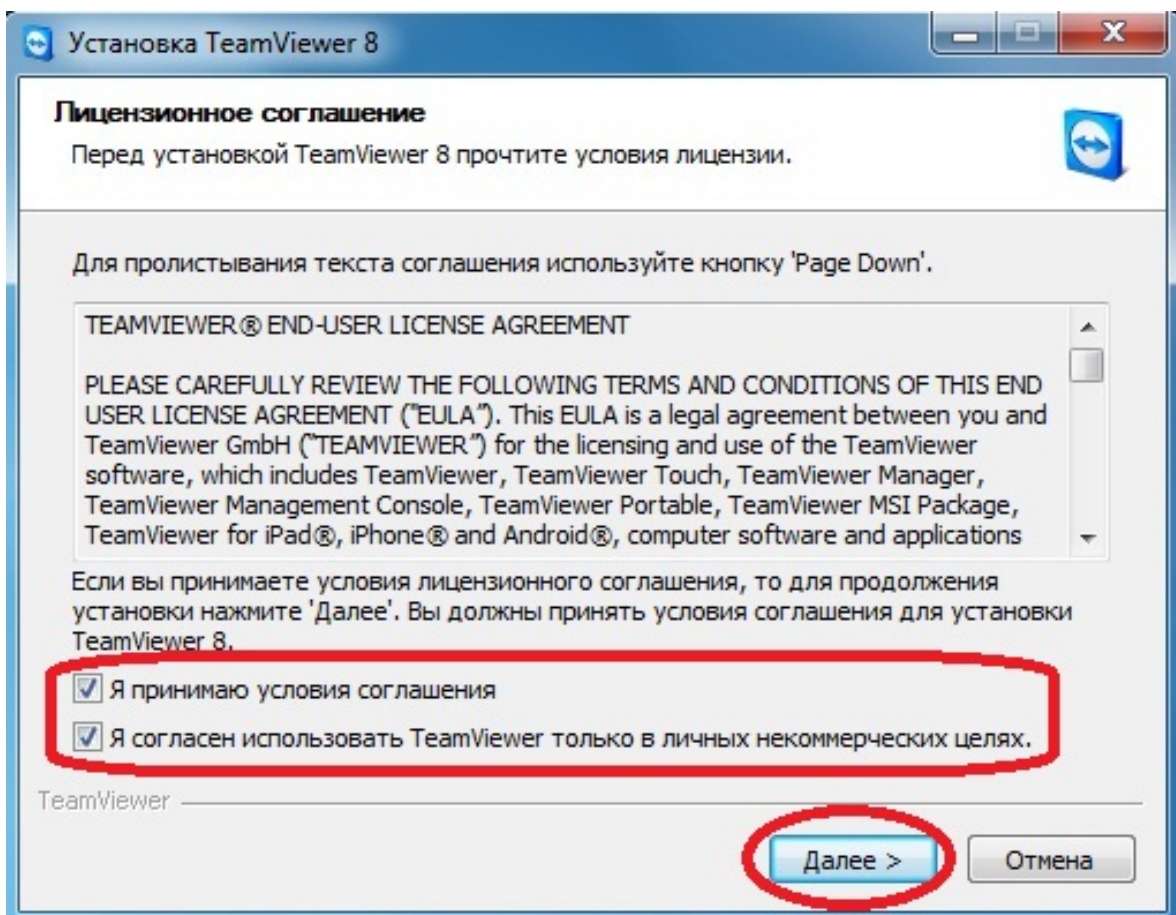 Установка TeamViewer 8
Лицензионное соглашение
Перед установкой TeamViewer 8 прочтите условия лицензии.
Для пролистывания текста соглашения используйте кнопку 'Page Down'.
TEAMVIEWER® END-USER LICENSE AGREEMENT
PLEASE CAREFULLY REVIEW THE FOLLOWING TERMS AND CONDITIONS OF THIS END
USER LICENSE AGREEMENT ("EULA"). This EULA is a legal agreement between you and
TeamViewer GmbH ("TEAMVIEWER") for the licensing and use of the TeamViewer
software, which includes TeamViewer, TeamViewer Touch, TeamViewer Manager,
TeamViewer Management Console, TeamViewer Portable, TeamViewer MSI Package,
TeamViewer for iPad®, iPhone® and Android®, computer software and applications
Если вы принимаете условия лицензионного соглашения, то для продолжения
установки нажмите 'Далее'. Вы должны принять условия соглашения для установки
TeamViewer 8.
Я принимаю условия соглашения
Я согласен использовать TeamViewer только в личных некоммерческих целях.
TeamViewer
Далее >
Отмена